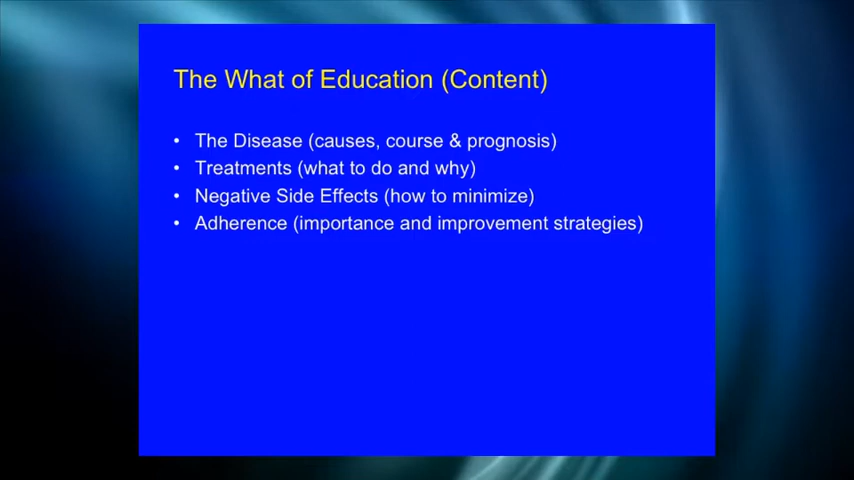 The What of Education (Content)
• The Disease (causes, course & prognosis)
• Treatments (what to do and why)
• Negative Side Effects (how to minimize)
• Adherence (importance and improvement strategies)